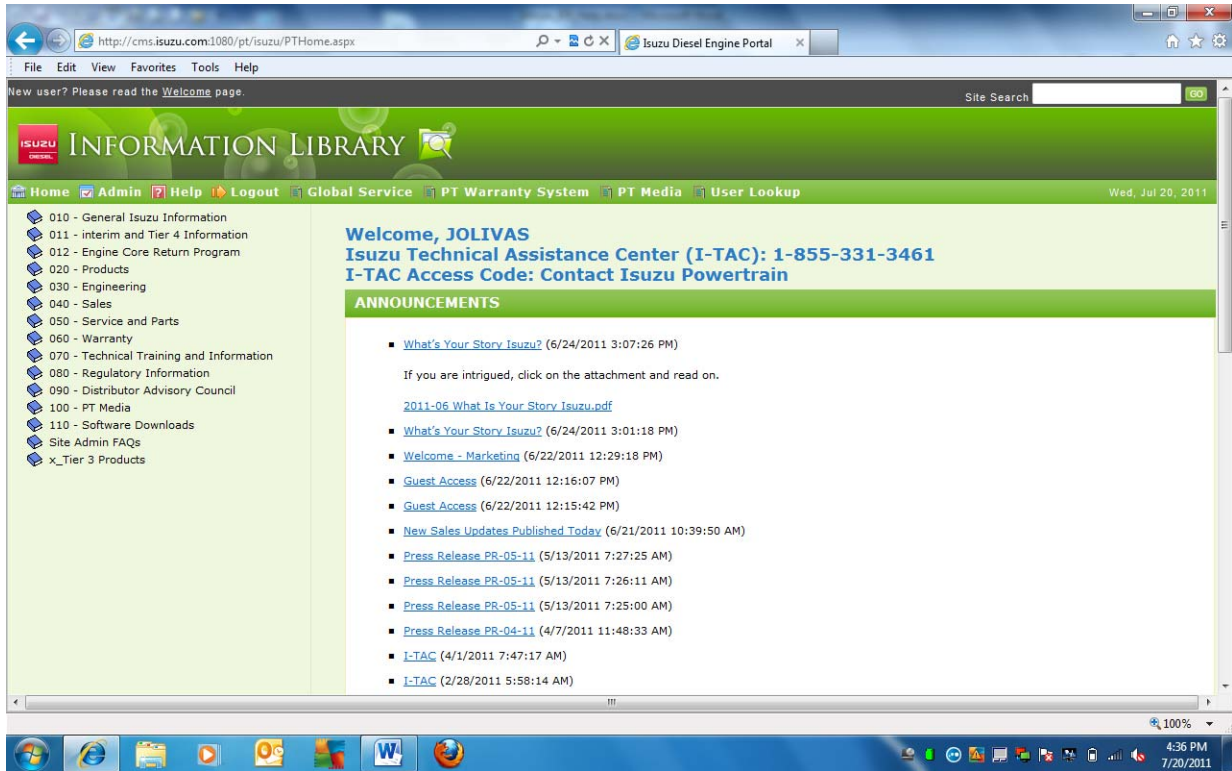 http://cms.isuzu.com:1080/pt/isuzu/PTHome.aspx
Isuzu Diesel Engine Portal
File Edit View Favorites Tools Help
New user? Please read the Welcome page.
Site Search
GO
ISUZU
DIESEL
INFORMATION LIBRARY
Home Admin Help Logout Global Service PT Warranty System PT Media User Lookup
Wed, Jul 20, 2011
010 - General Isuzu Information
011 - interim and Tier 4 Information
012 - Engine Core Return Program
020 - Products
030 - Engineering
040 - Sales
050 - Service and Parts
060 - Warranty
070 - Technical Training and Information
080 - Regulatory Information
090 - Distributor Advisory Council
100 - PT Media
110 - Software Downloads
Site Admin FAQs
x_Tier 3 Products
Welcome, JOLIVAS
Isuzu Technical Assistance Center (I-TAC): 1-855-331-3461
I-TAC Access Code: Contact Isuzu Powertrain
ANNOUNCEMENTS
What's Your Story Isuzu? (6/24/2011 3:07:26 PM)
If you are intrigued, click on the attachment and read on.
2011-06 What Is Your Story Isuzu.pdf
What's Your Story Isuzu? (6/24/2011 3:01:18 PM)
Welcome - Marketing (6/22/2011 12:29:18 PM)
Guest Access (6/22/2011 12:16:07 PM)
Guest Access (6/22/2011 12:15:42 PM)
New Sales Updates Published Today (6/21/2011 10:39:50 AM)
Press Release PR-05-11 (5/13/2011 7:27:25 AM)
Press Release PR-05-11 (5/13/2011 7:26:11 AM)
Press Release PR-05-11 (5/13/2011 7:25:00 AM)
Press Release PR-04-11 (4/7/2011 11:48:33 AM)
I-TAC (4/1/2011 7:47:17 AM)
I-TAC (2/28/2011 5:58:14 AM)
100%
4:36 PM
7/20/2011